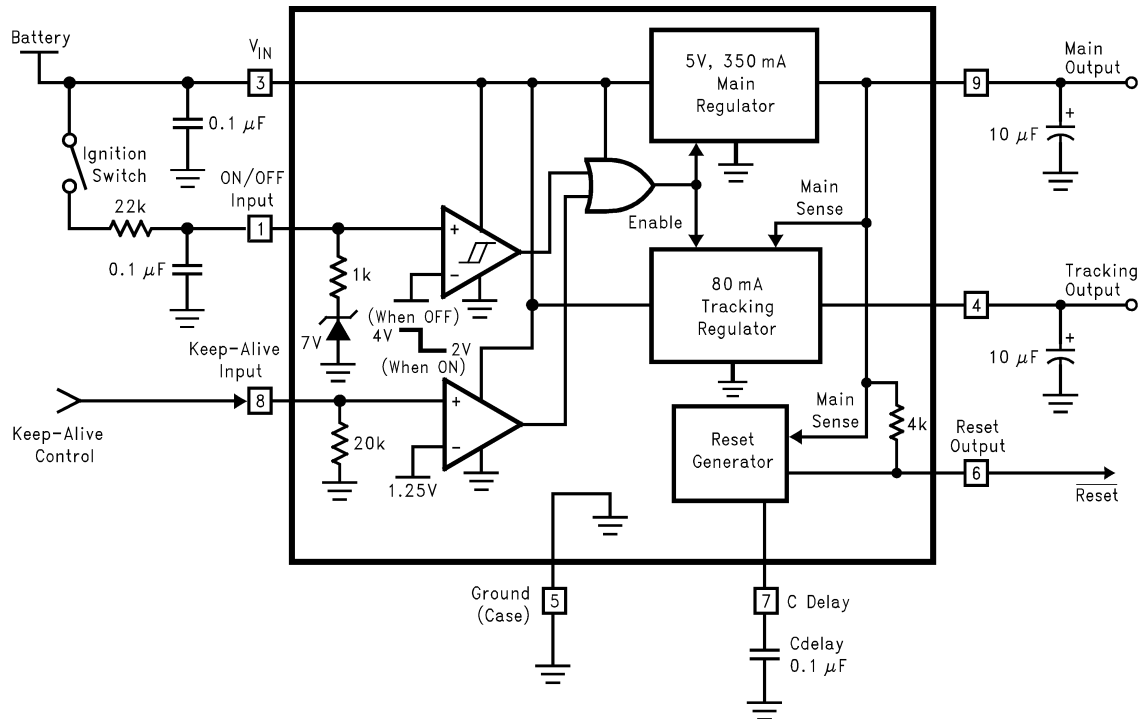 Battery
VIN
3
0.1 µF
Ignition
Switch
ON/OFF
Input
22k
1
0.1 µF
1k
7V
+
−
(When OFF)
4V
2V
(When ON)
Keep-Alive
Input
8
Keep-Alive
Control
20k
+
−
1.25V
5V, 350 mA
Main
Regulator
Enable
Main
Sense
80 mA
Tracking
Regulator
Main
Sense
Reset
Generator
4k
9
Main
Output
+
10 µF
4
Tracking
Output
+
10 µF
Reset
Output
6
Reset
Ground
(Case)
5
7
C Delay
Cdelay
0.1 µF